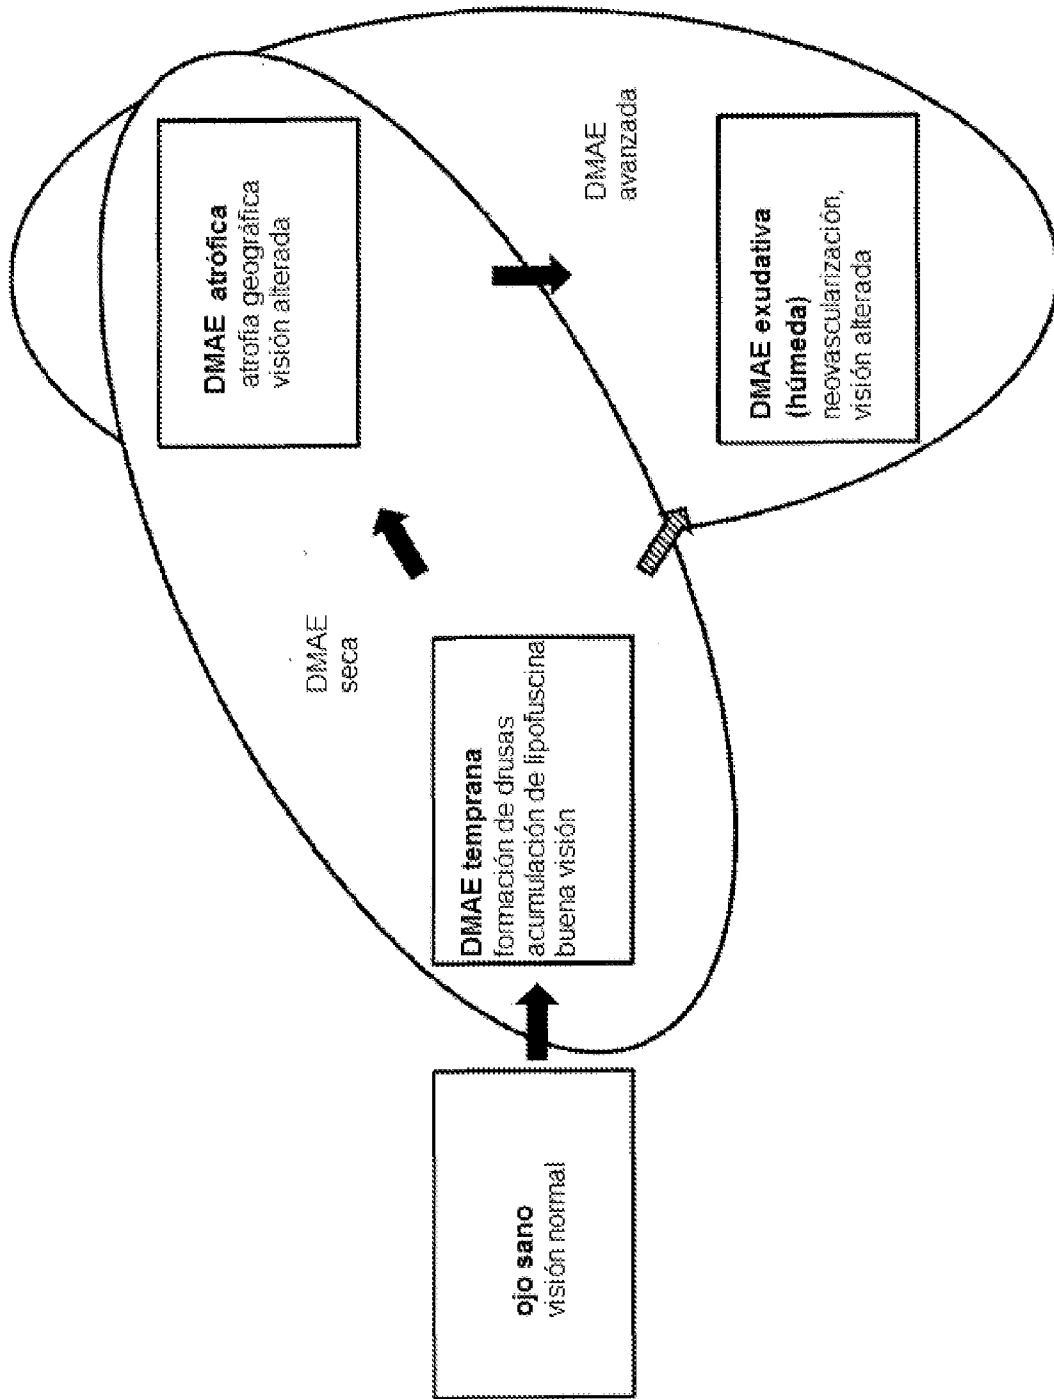 ojo sano
visión normal
DMAE temprana
formación de drusas
acumulación de lipofuscina
buena visión
DMAE
seca
DMAE atrófica
atrofía geográfica
visión alterada
DMAE
avanzada
DMAE exudativa
(húmeda)
neovascularización,
visión alterada